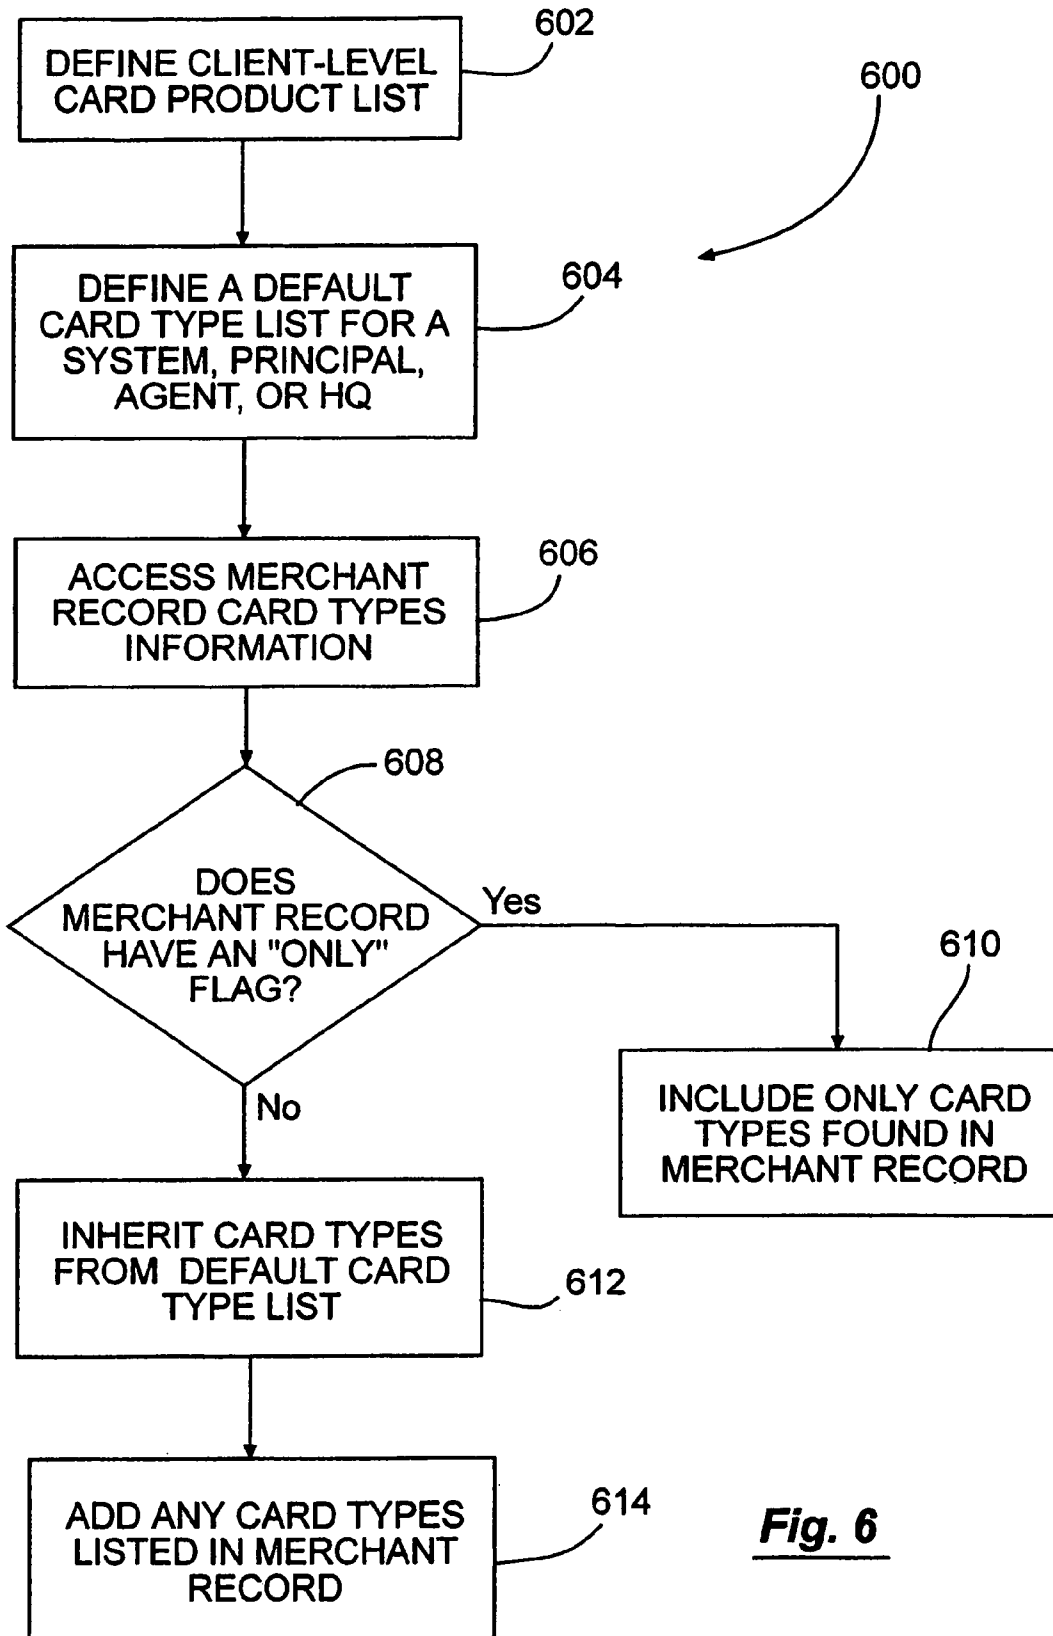 602
DEFINE CLIENT-LEVEL
CARD PRODUCT LIST
600
604
DEFINE A DEFAULT
CARD TYPE LIST FOR A
SYSTEM, PRINCIPAL,
AGENT, OR HQ
606
ACCESS MERCHANT
RECORD CARD TYPES
INFORMATION
608
DOES
MERCHANT RECORD
HAVE AN "ONLY"
FLAG?
Yes
610
INCLUDE ONLY CARD
TYPES FOUND IN
MERCHANT RECORD
No
INHERIT CARD TYPES
FROM DEFAULT CARD
TYPE LIST
612
ADD ANY CARD TYPES
LISTED IN MERCHANT
RECORD
614
Fig. 6